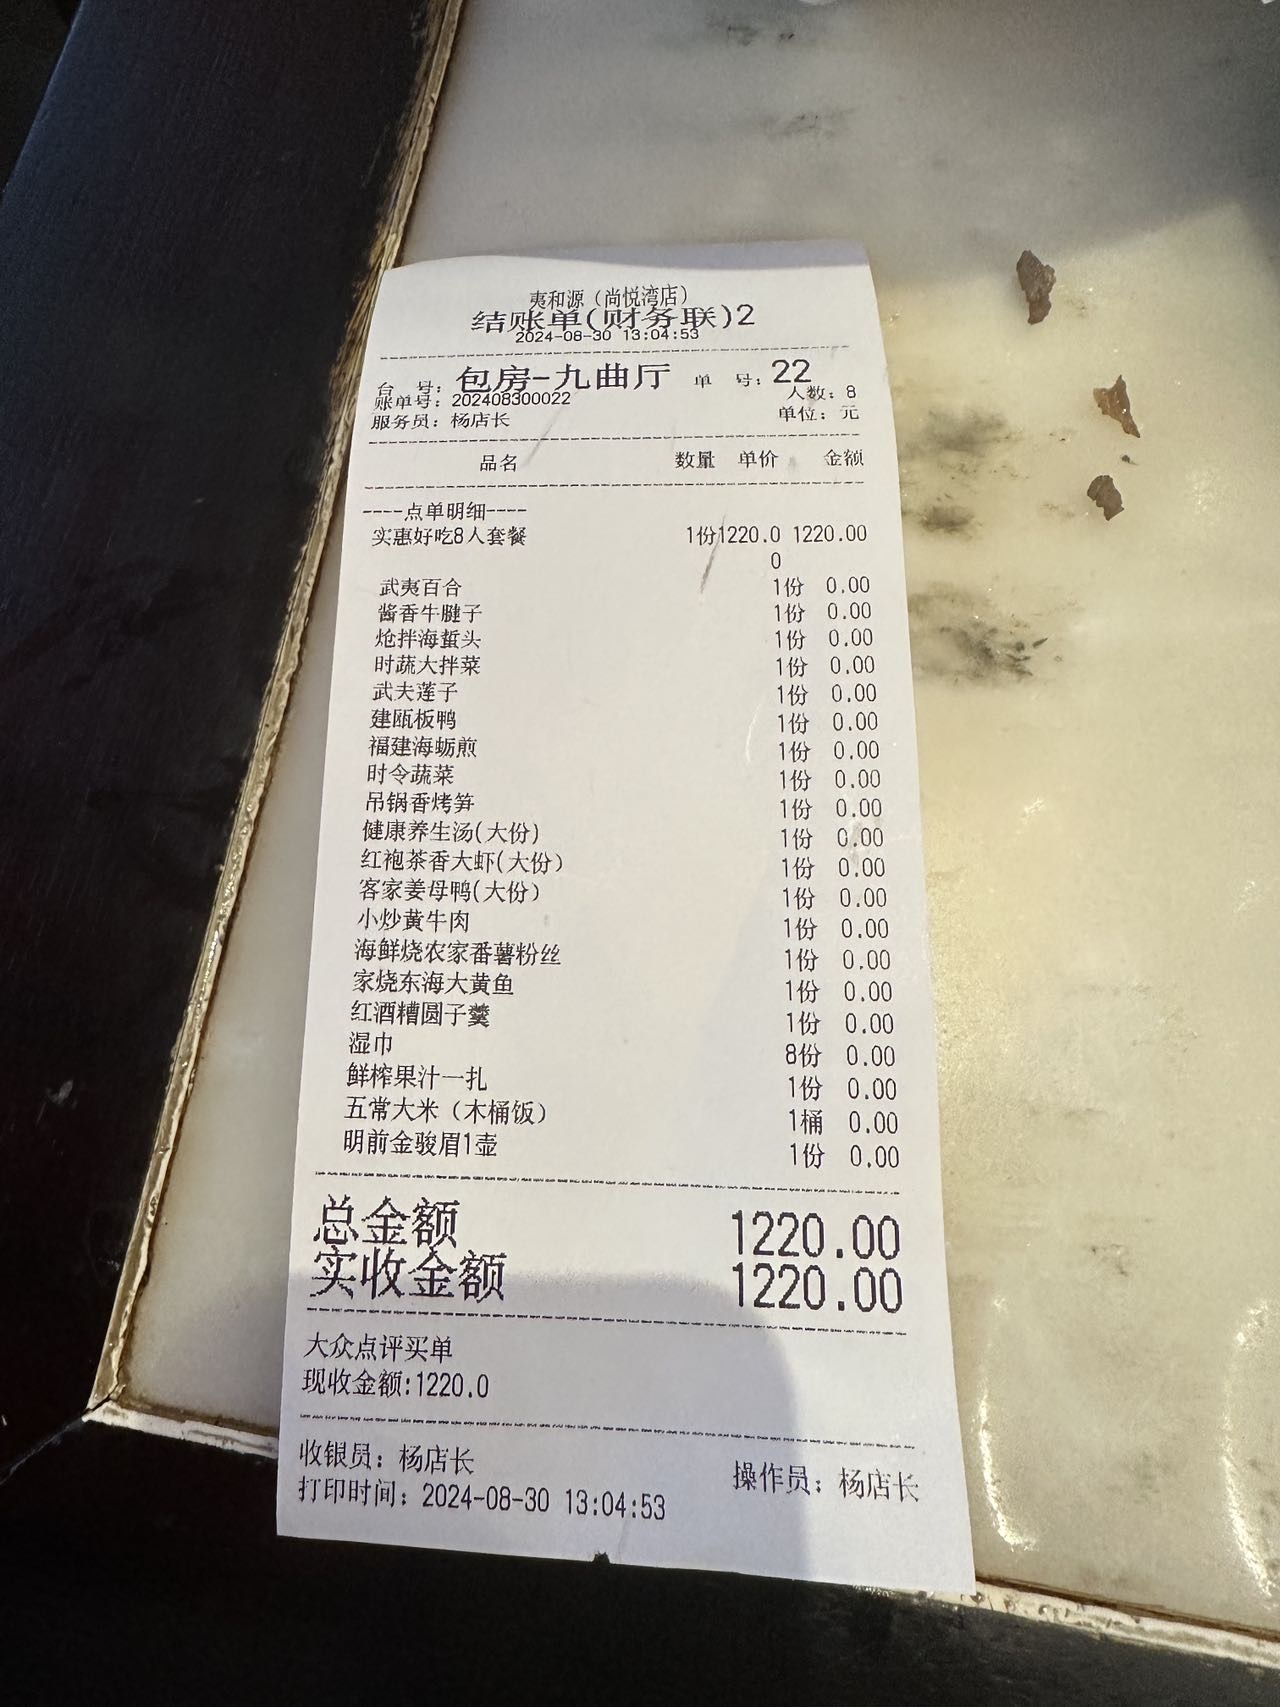 夷和源（尚悦湾店）
结账单(财务联)2
2024-08-30 13:04:53
台 号：包房-九曲厅 单 号：22
账单号：202408300022 人数：8
服务员：杨店长 单位：元
品名 数量 单价 金额
----点单明细----
实惠好吃8人套餐 1份1220.0 1220.00
0
武夷百合 1份 0.00
酱香牛腱子 1份 0.00
炝拌海蜇头 1份 0.00
时蔬大拌菜 1份 0.00
武夫莲子 1份 0.00
建瓯板鸭 1份 0.00
福建海蛎煎 1份 0.00
时令蔬菜 1份 0.00
吊锅香烤笋 1份 0.00
健康养生汤(大份) 1份 0.00
红袍茶香大虾(大份) 1份 0.00
客家姜母鸭(大份) 1份 0.00
小炒黄牛肉 1份 0.00
海鲜烧农家番薯粉丝 1份 0.00
家烧东海大黄鱼 1份 0.00
红酒糟圆子羹 1份 0.00
湿巾 8份 0.00
鲜榨果汁一扎 1份 0.00
五常大米（木桶饭） 1桶 0.00
明前金骏眉1壶 1份 0.00
总金额 1220.00
实收金额 1220.00
大众点评买单
现收金额:1220.0
收银员：杨店长 操作员：杨店长
打印时间：2024-08-30 13:04:53